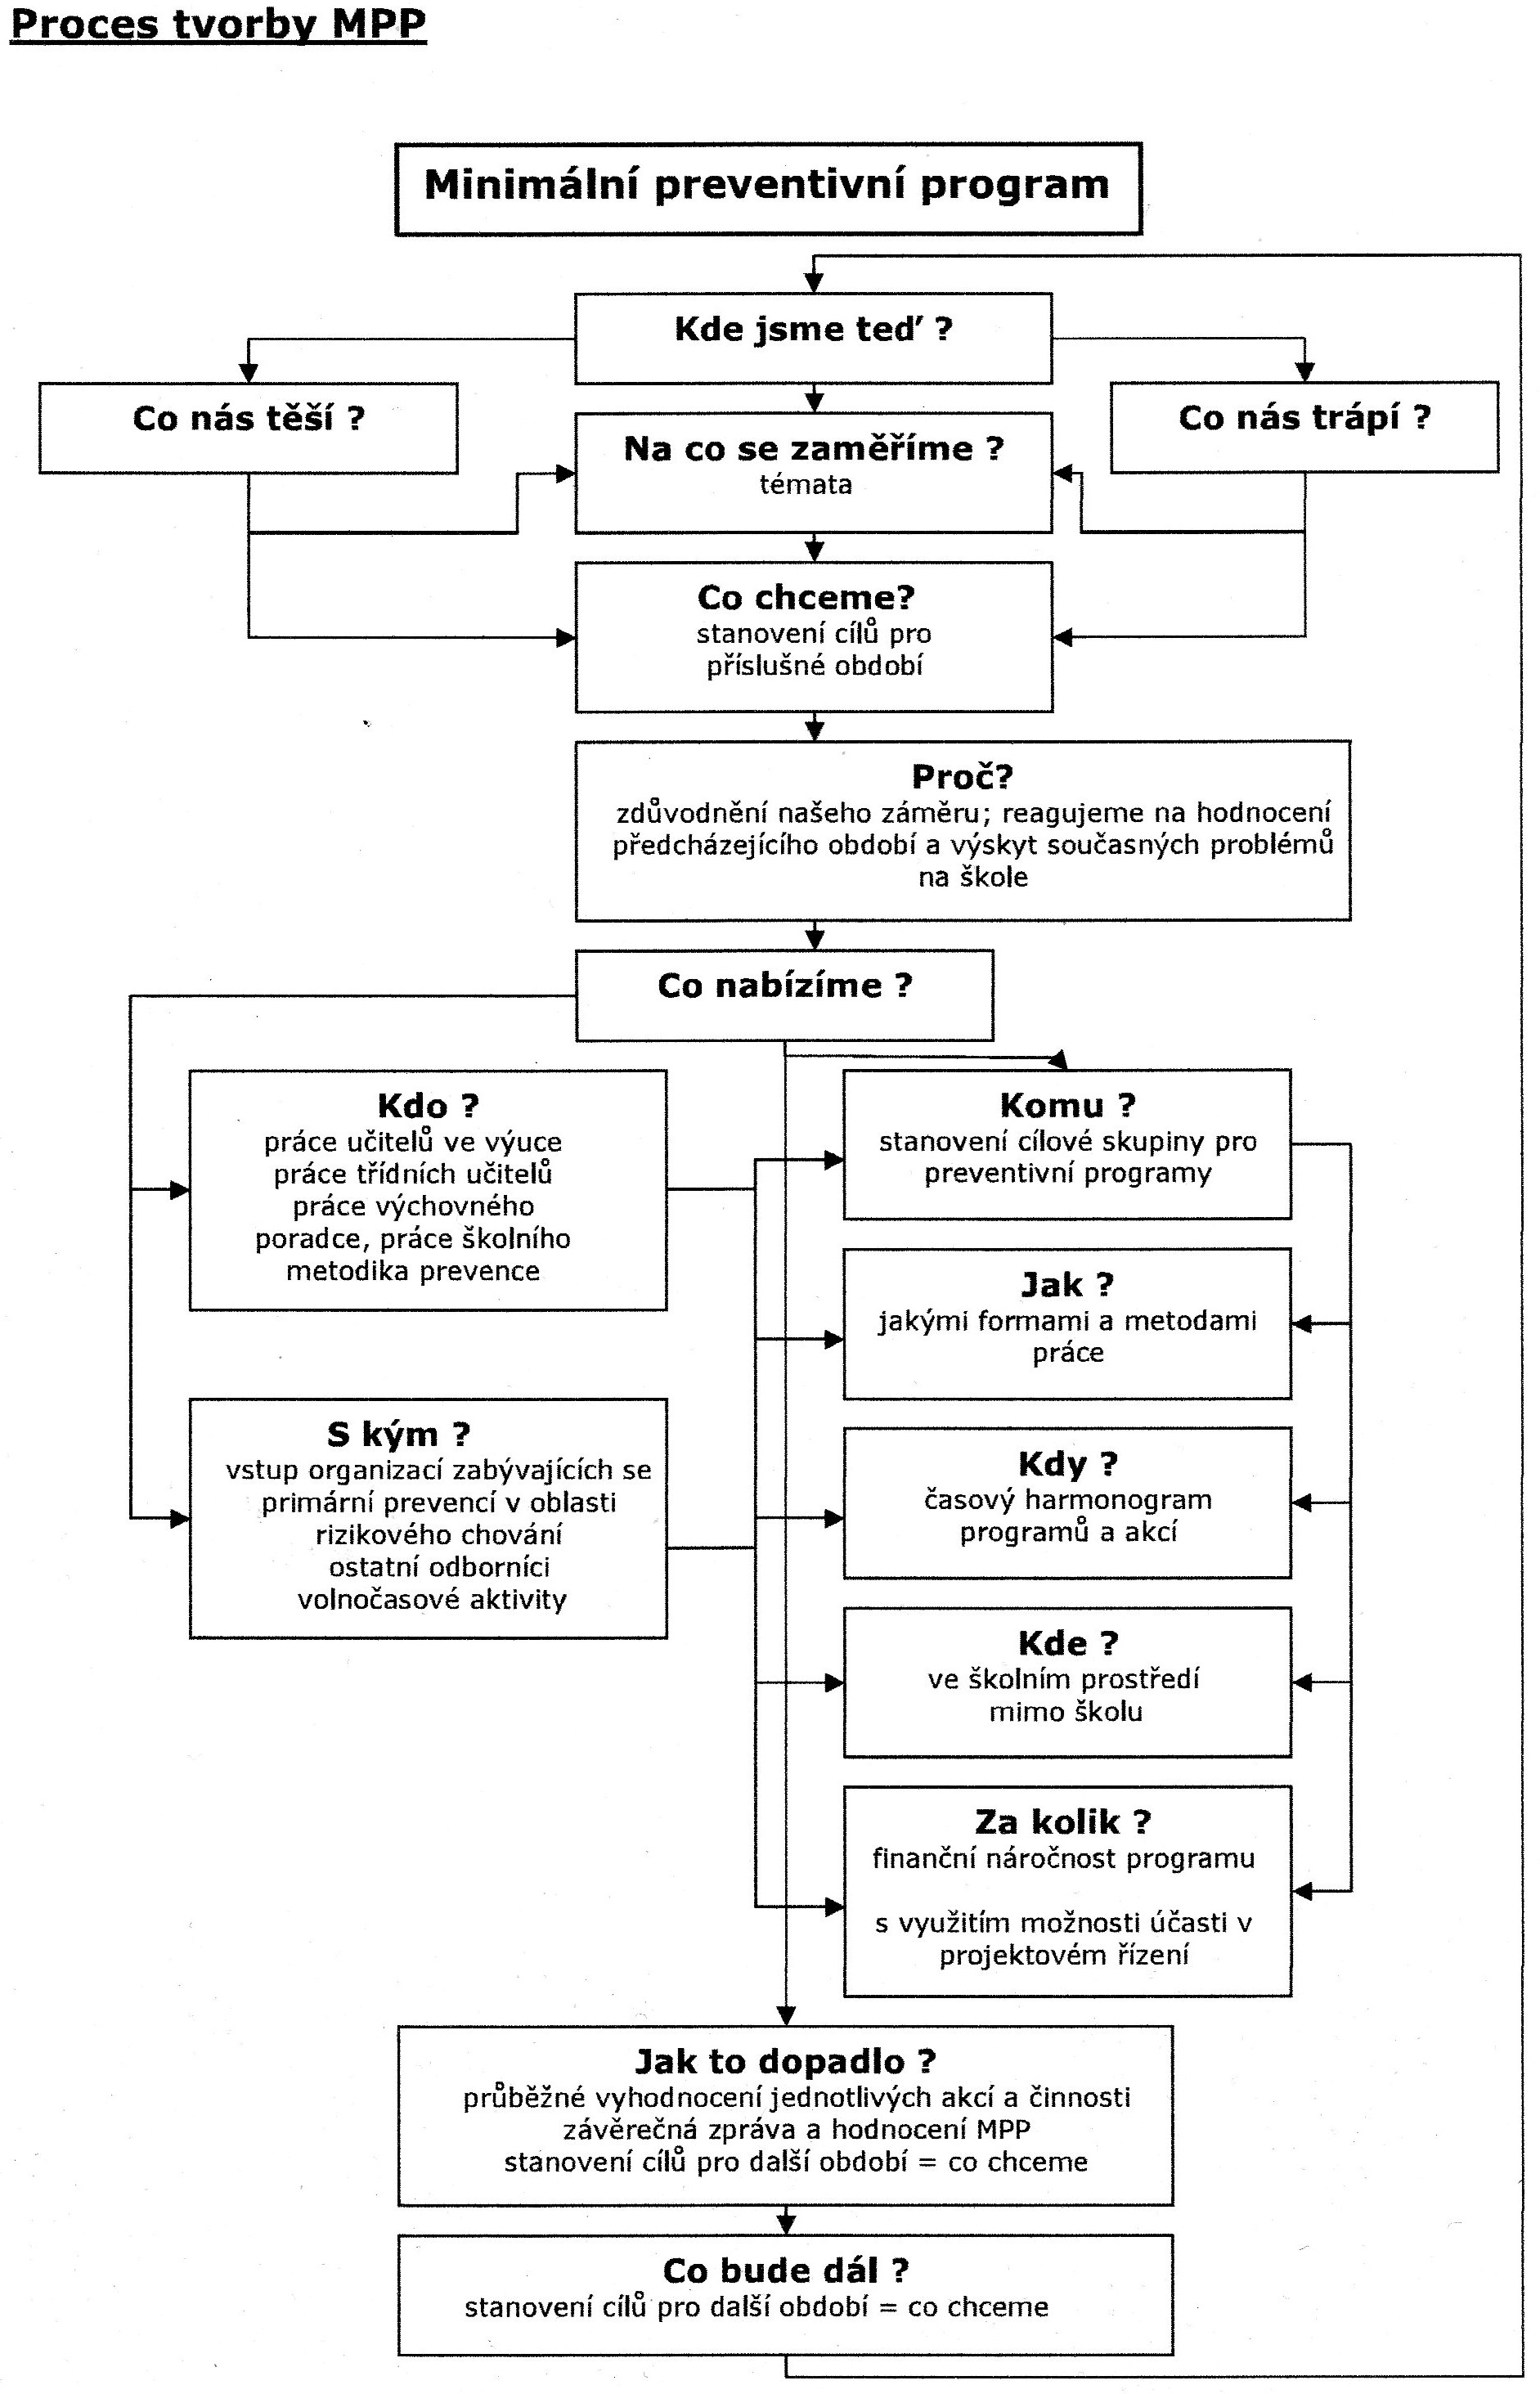 Proces tvorby MPP
Minimální preventivní program
Kde jsme teď ?
Co nás těší ?
Na co se zaměříme ?
témata
Co nás trápí ?
Co chceme?
stanovení cílů pro
příslušné období
Proč?
zdůvodnění našeho záměru; reagujeme na hodnocení
předcházejícího období a výskyt současných problémů
na škole
Co nabízíme ?
Kdo ?
práce učitelů ve výuce
práce třídních učitelů
práce výchovného
poradce, práce školního
metodika prevence
S kým ?
vstup organizací zabývajících se
primární prevencí v oblasti
rizikového chování
ostatní odborníci
volnočasové aktivity
Komu ?
stanovení cílové skupiny pro
preventivní programy
Jak ?
jakými formami a metodami
práce
Kdy ?
časový harmonogram
programů a akcí
Kde ?
ve školním prostředí
mimo školu
Za kolik ?
finanční náročnost programu
s využitím možnosti účasti v
projektovém řízení
Jak to dopadlo ?
průběžné vyhodnocení jednotlivých akcí a činnosti
závěrečná zpráva a hodnocení MPP
stanovení cílů pro další období = co chceme
Co bude dál ?
stanovení cílů pro další období = co chceme